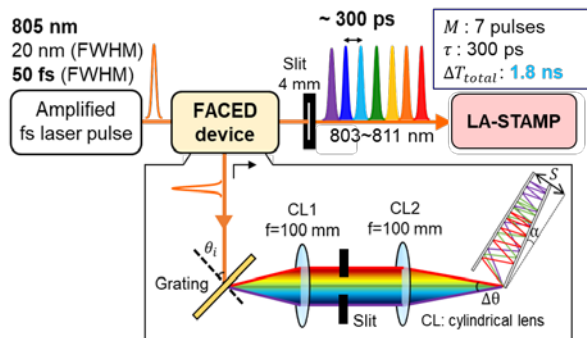 805 nm
20 nm (FWHM)
50 fs (FWHM)
Amplified
fs laser pulse
FACED
device
Slit
4 mm
~ 300 ps
803~811 nm
M : 7 pulses
τ : 300 ps
ΔT_total: 1.8 ns
LA-STAMP
θ_i
Grating
CL1
f=100 mm
Slit
CL2
f=100 mm
S
α
Δθ
CL: cylindrical lens